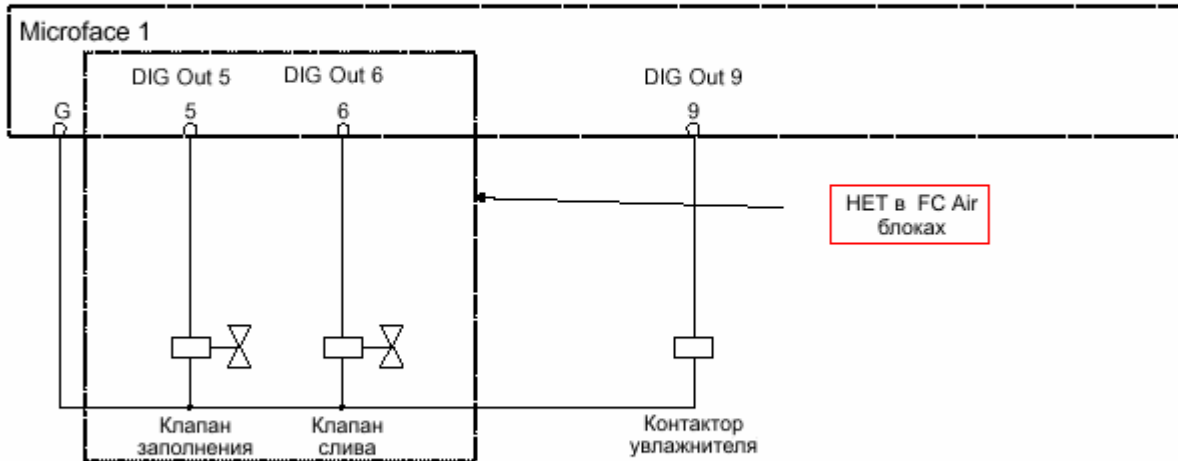 Microface 1
DIG Out 5
DIG Out 6
DIG Out 9
G
5
6
9
НЕТ в FC Air
блоках
Клапан
заполнения
Клапан
слива
Контактор
увлажнителя